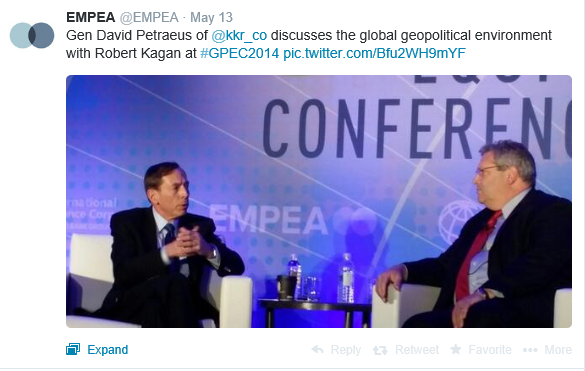 EMPEA @EMPEA · May 13
Gen David Petraeus of @kkr_co discusses the global geopolitical environment
with Robert Kagan at #GPEC2014 pic.twitter.com/Bfu2WH9mYF
CONFEREN
EMPEA
Expand
Reply Retweet Favorite More